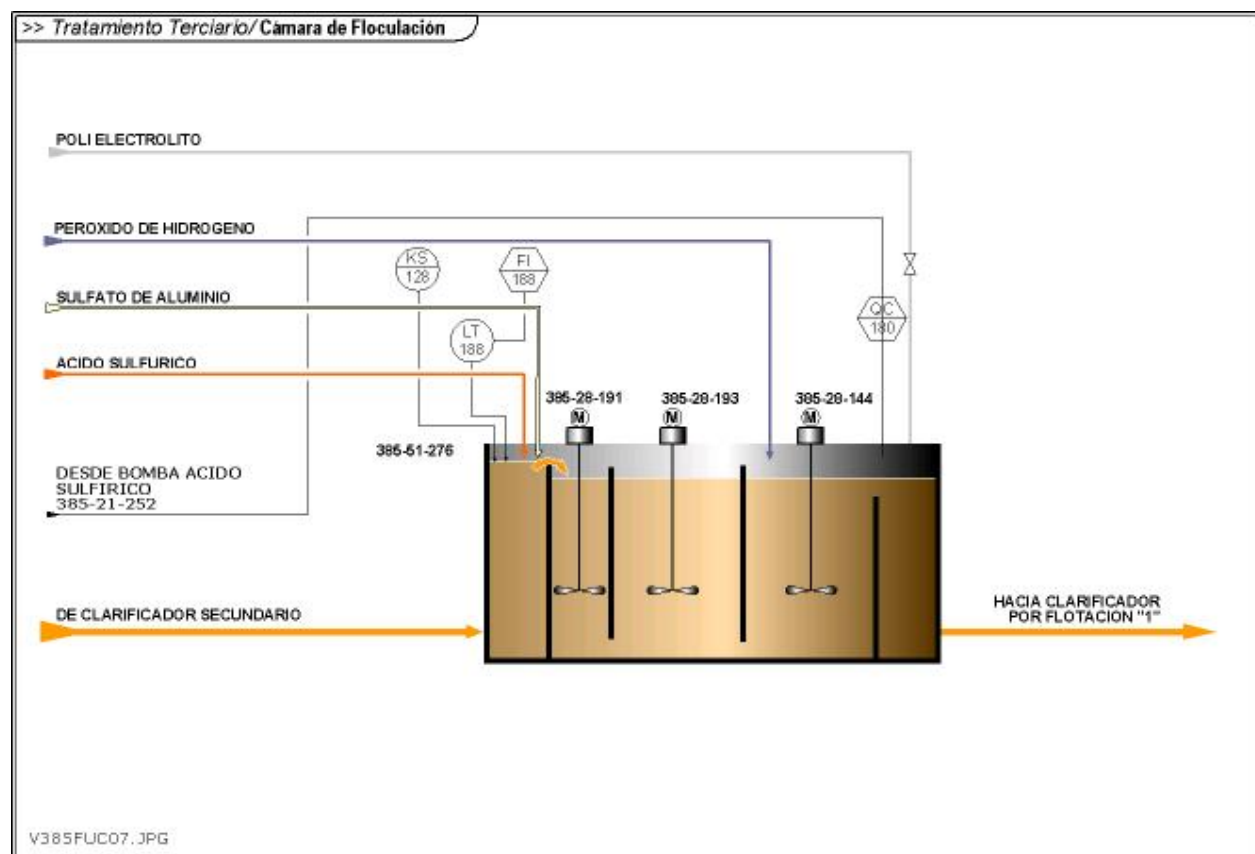 >> Tratamiento Terciario/ Cámara de Floculación
POLI ELECTROLITO
PEROXIDO DE HIDROGENO
KS
128
FI
188
SULFATO DE ALUMINIO
QC
180
LT
188
ACIDO SULFURICO
385-28-191
385-28-193
385-28-144
M
M
M
385-51-276
DESDE BOMBA ACIDO
SULFIRICO
385-21-252
DE CLARIFICADOR SECUNDARIO
HACIA CLARIFICADOR
POR FLOTACION "1"
V385FUCO7.JPG